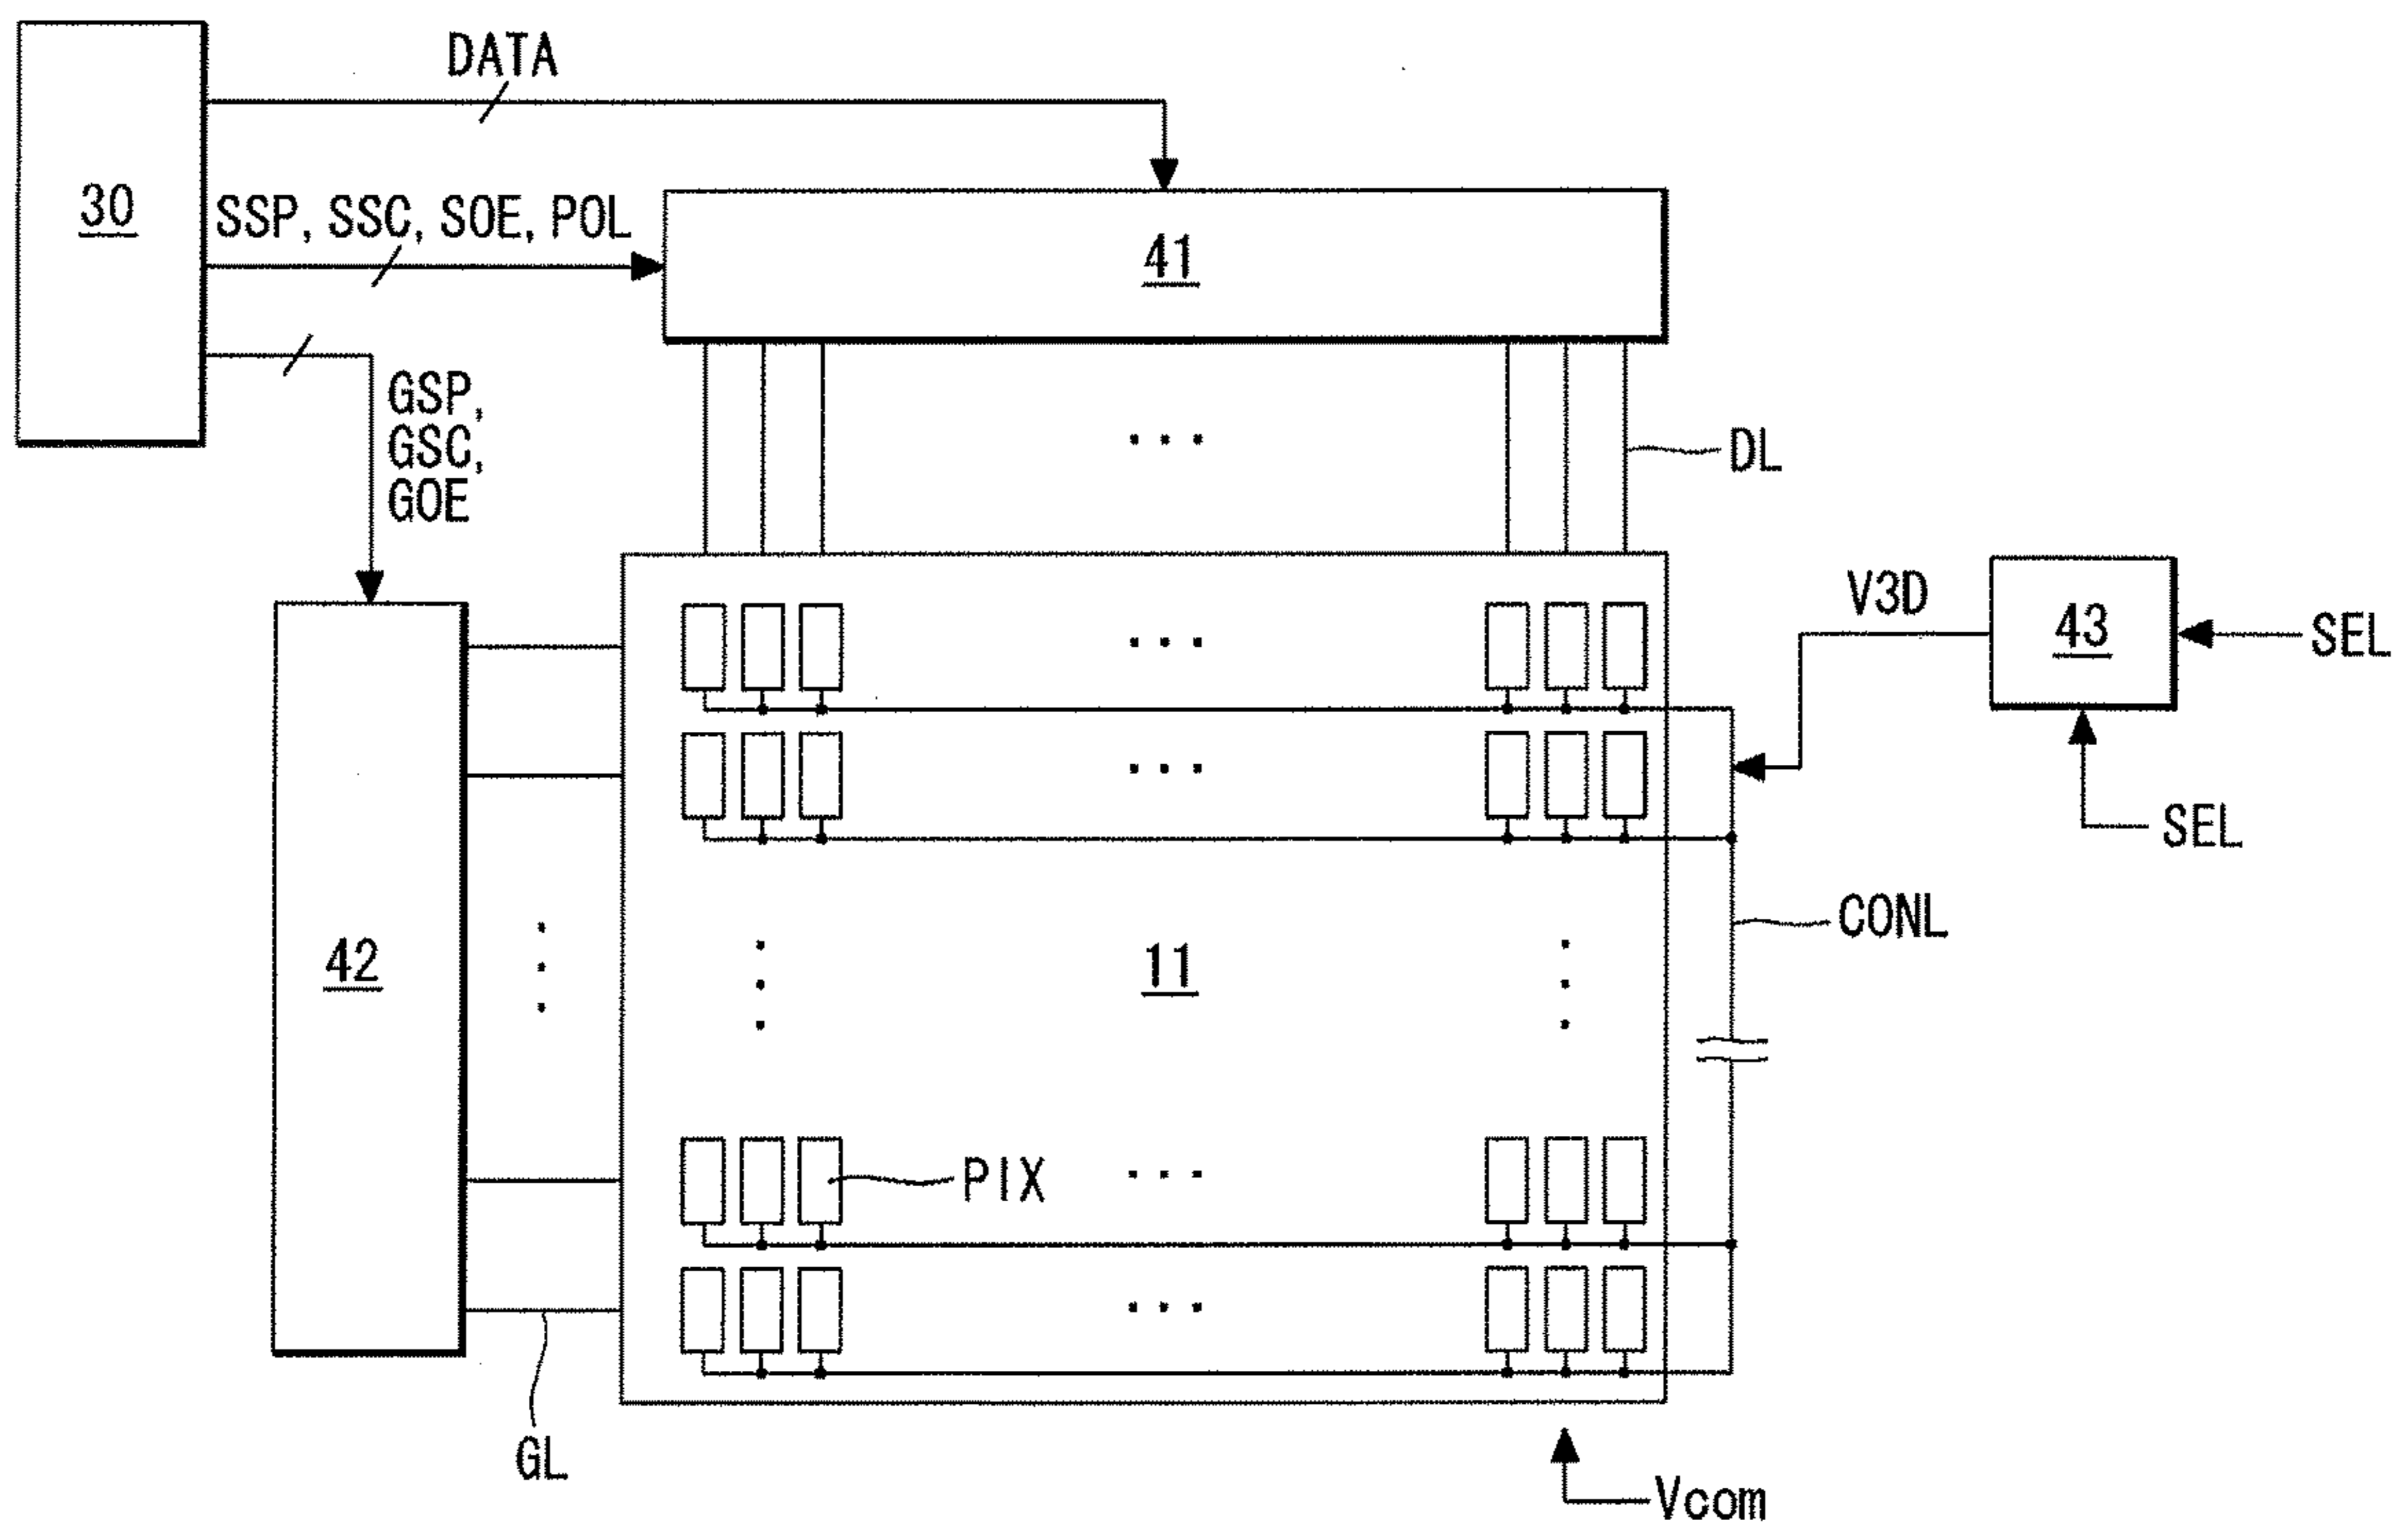 DATA
30
SSP, SSC, SOE, POL
41
GSP,
GSC,
GOE
DL
V3D
43
SEL
SEL
CONL
42
11
PIX
GL
Vcom